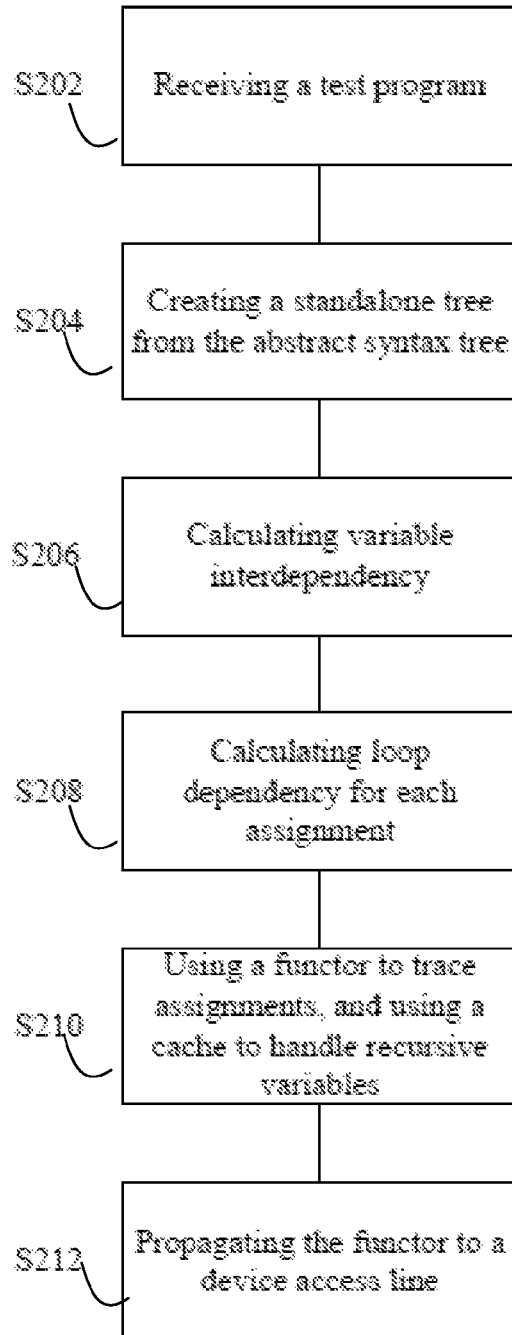 S202
Receiving a test program
S204
Creating a standalone tree
from the abstract syntax tree
S206
Calculating variable
interdependency
S208
Calculating loop
dependency for each
assignment
S210
Using a functor to trace
assignments, and using a
cache to handle recursive
variables
S212
Propagating the functor to a
device access line